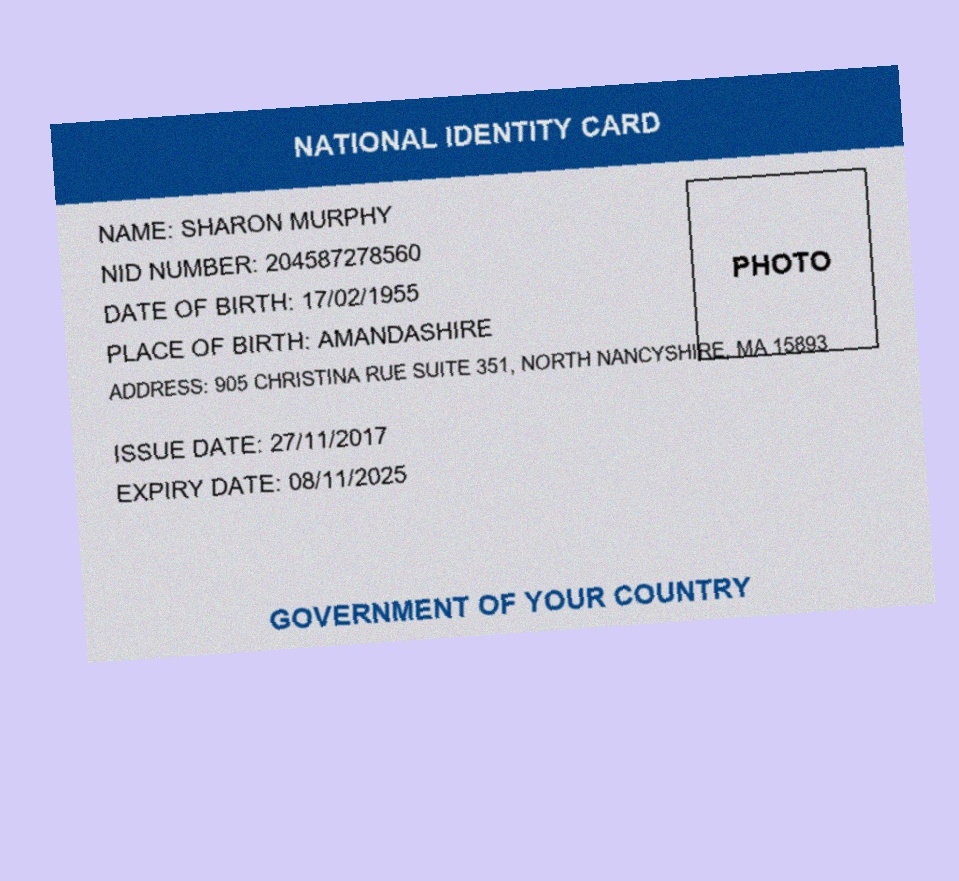 NATIONAL IDENTITY CARD
NAME: SHARON MURPHY
NID NUMBER: 204587278560
DATE OF BIRTH: 17/02/1955
PHOTO
PLACE OF BIRTH: AMANDASHIRE
ADDRESS: 905 CHRISTINA RUE SUITE 351, NORTH NANCYSHIRE, MA 15893
ISSUE DATE: 27/11/2017
EXPIRY DATE: 08/11/2025
GOVERNMENT OF YOUR COUNTRY